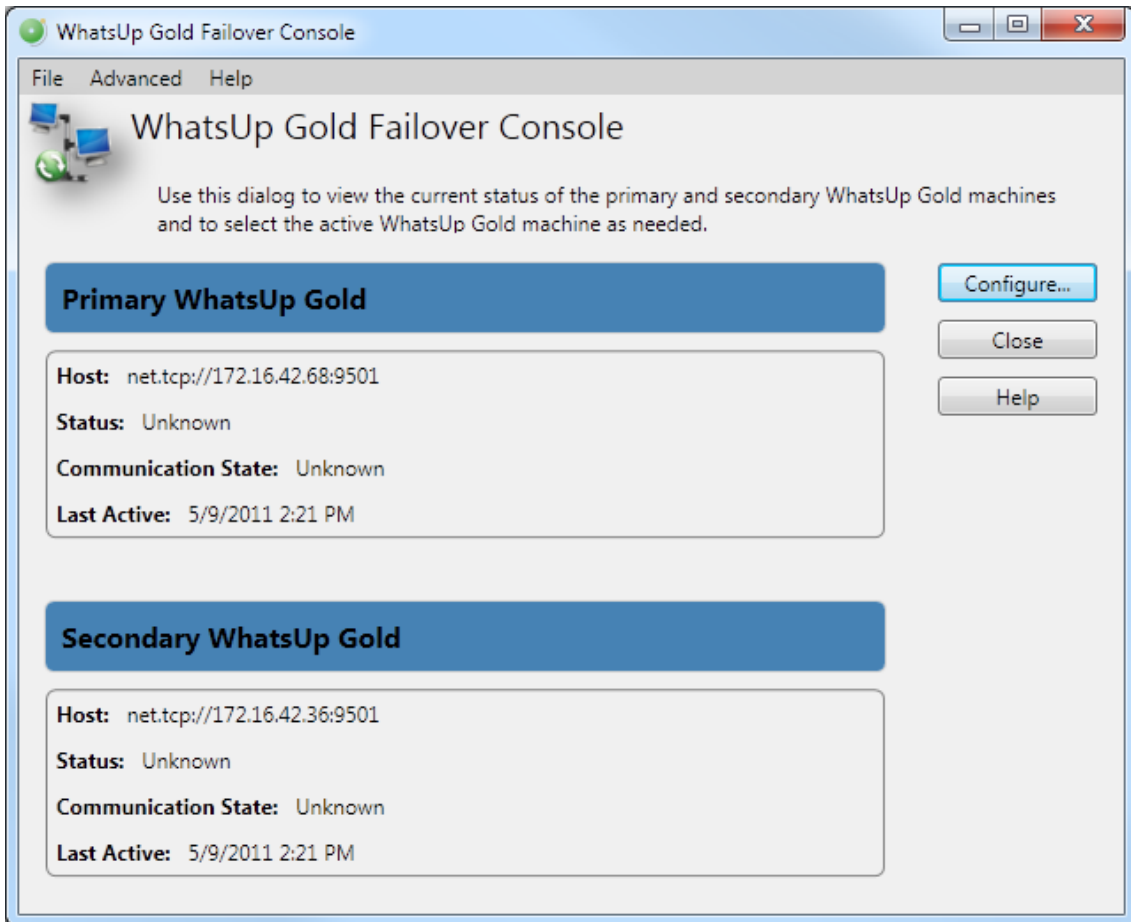 WhatsUp Gold Failover Console
File Advanced Help
WhatsUp Gold Failover Console
Use this dialog to view the current status of the primary and secondary WhatsUp Gold machines
and to select the active WhatsUp Gold machine as needed.
Primary WhatsUp Gold
Configure...
Close
Help
Host: net.tcp://172.16.42.68:9501
Status: Unknown
Communication State: Unknown
Last Active: 5/9/2011 2:21 PM
Secondary WhatsUp Gold
Host: net.tcp://172.16.42.36:9501
Status: Unknown
Communication State: Unknown
Last Active: 5/9/2011 2:21 PM